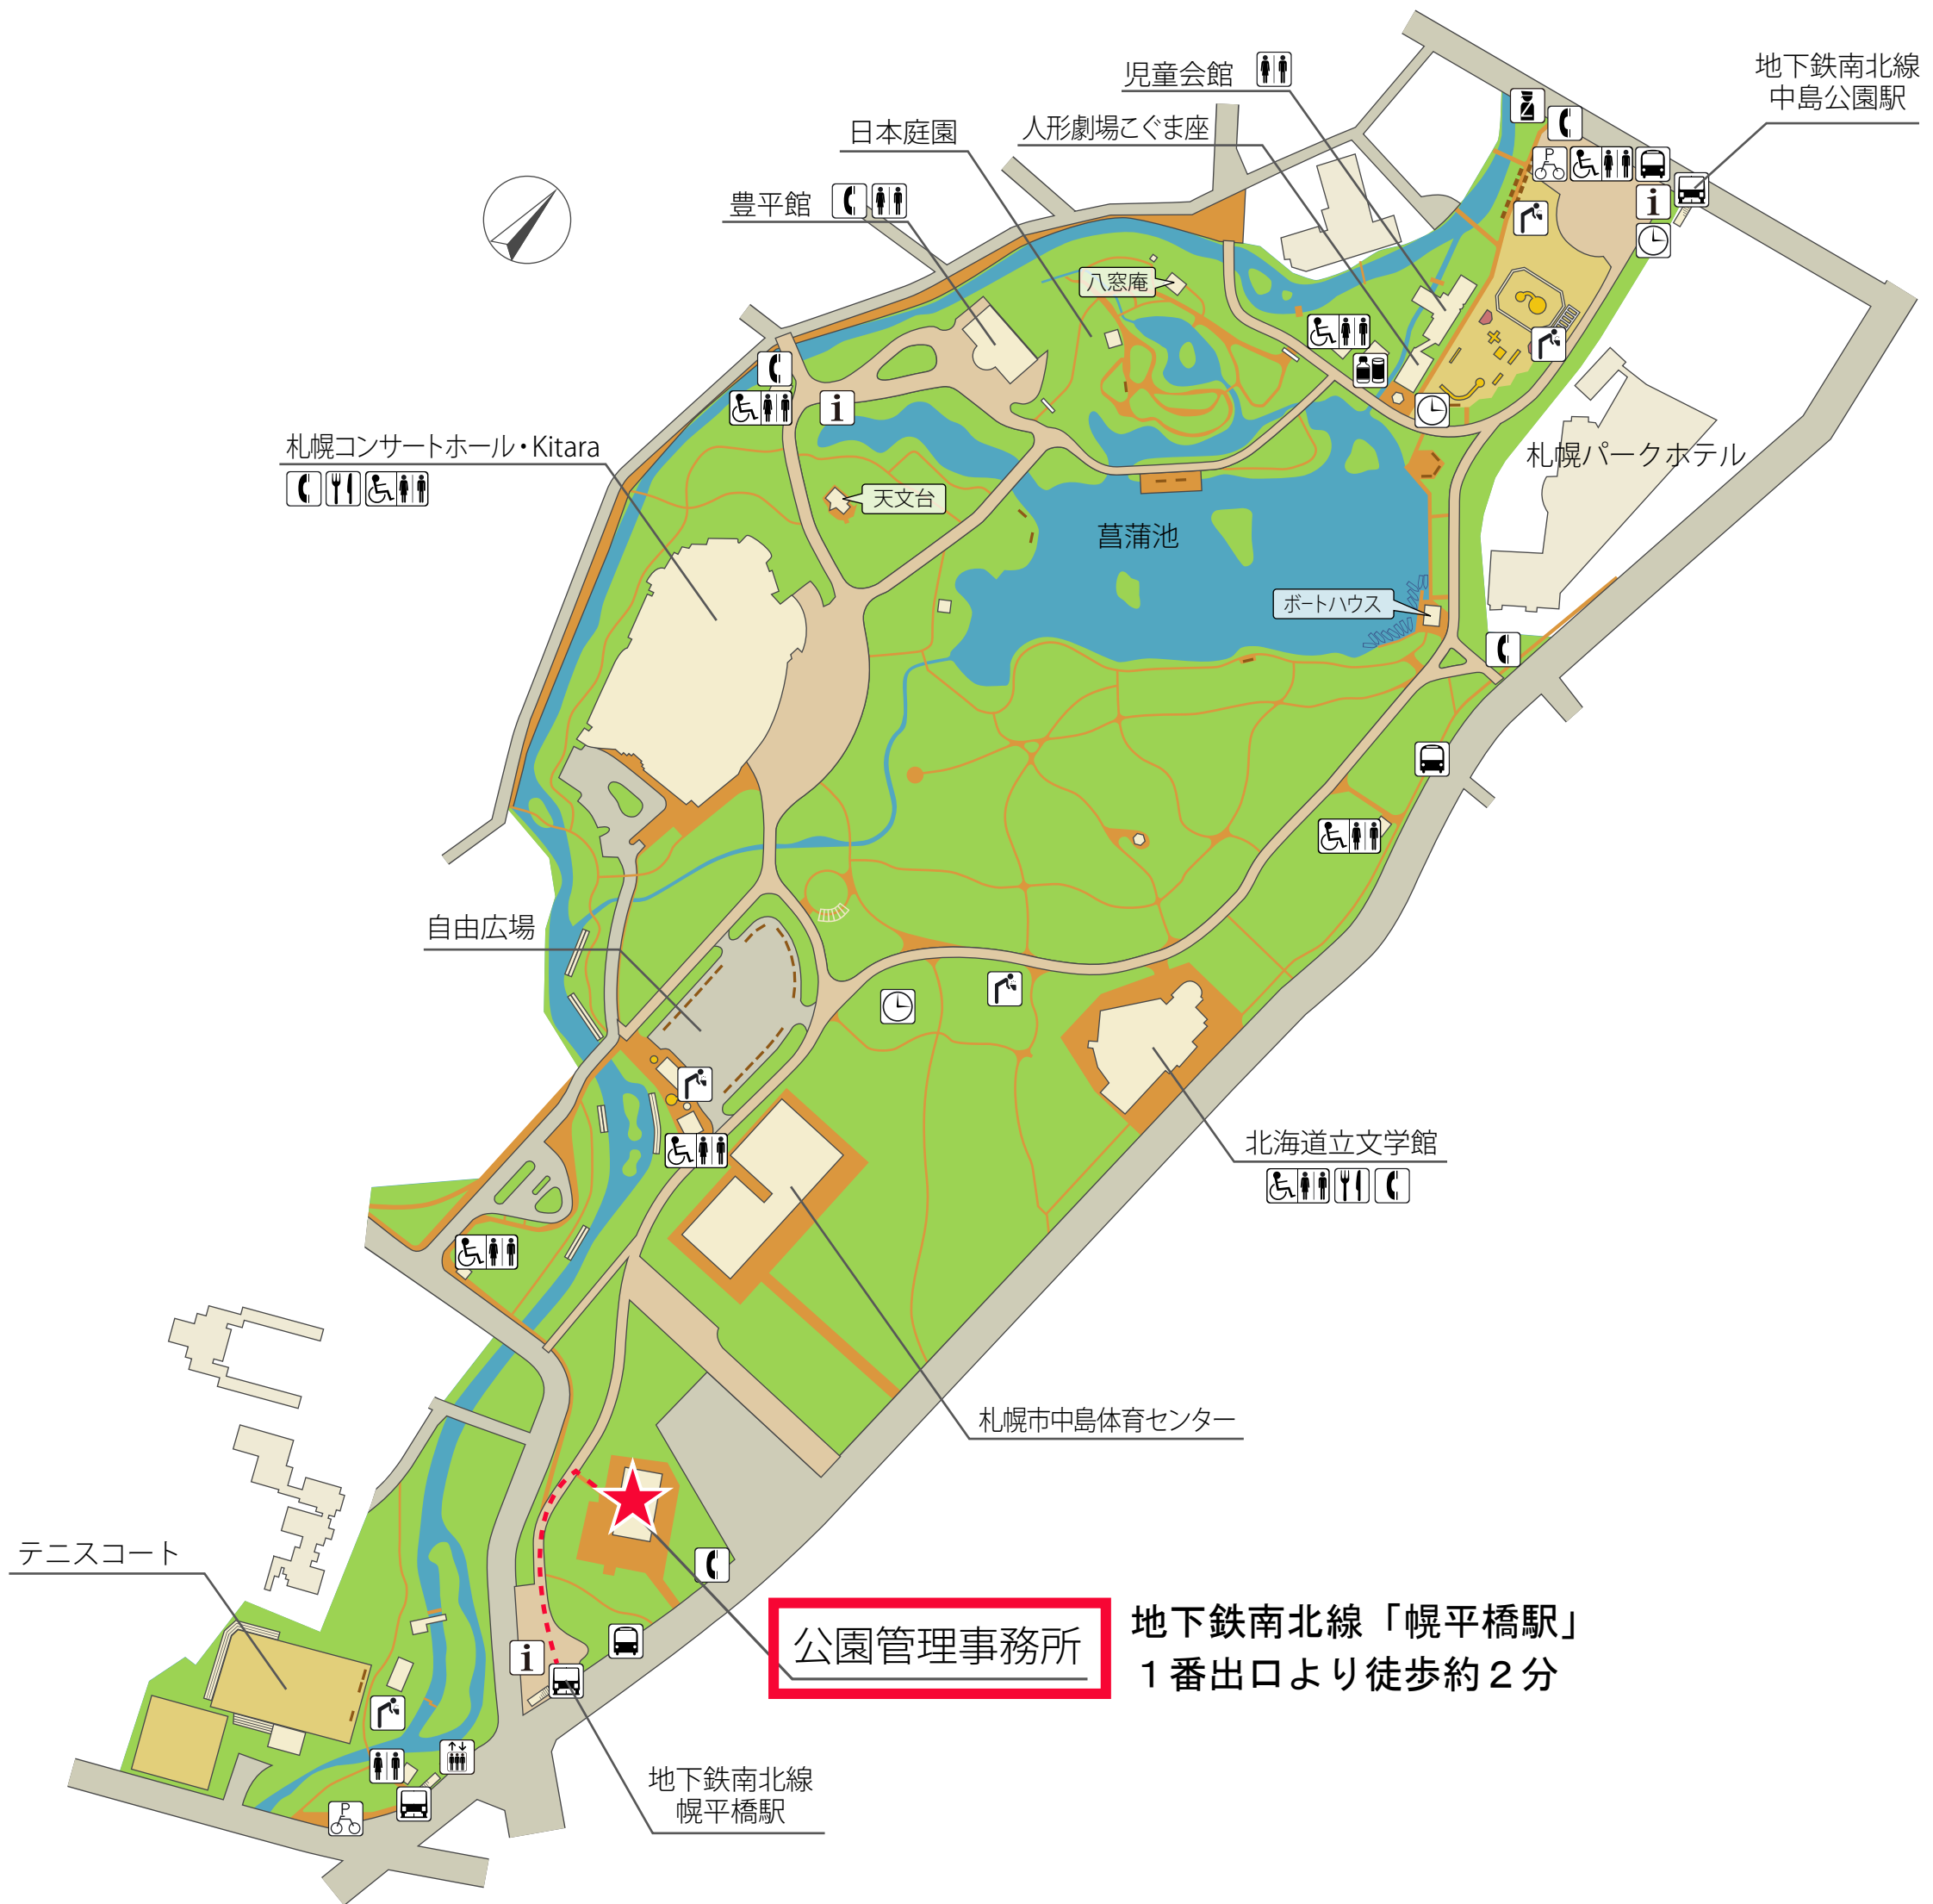 地下鉄南北線
中島公園駅
児童会館
人形劇場こぐま座
日本庭園
豊平館
八窓庵
札幌コンサートホール・Kitara
天文台
札幌パークホテル
菖蒲池
ボートハウス
自由広場
北海道立文学館
札幌市中島体育センター
テニスコート
公園管理事務所
地下鉄南北線「幌平橋駅」
１番出口より徒歩約２分
地下鉄南北線
幌平橋駅
P
i
i
i
P